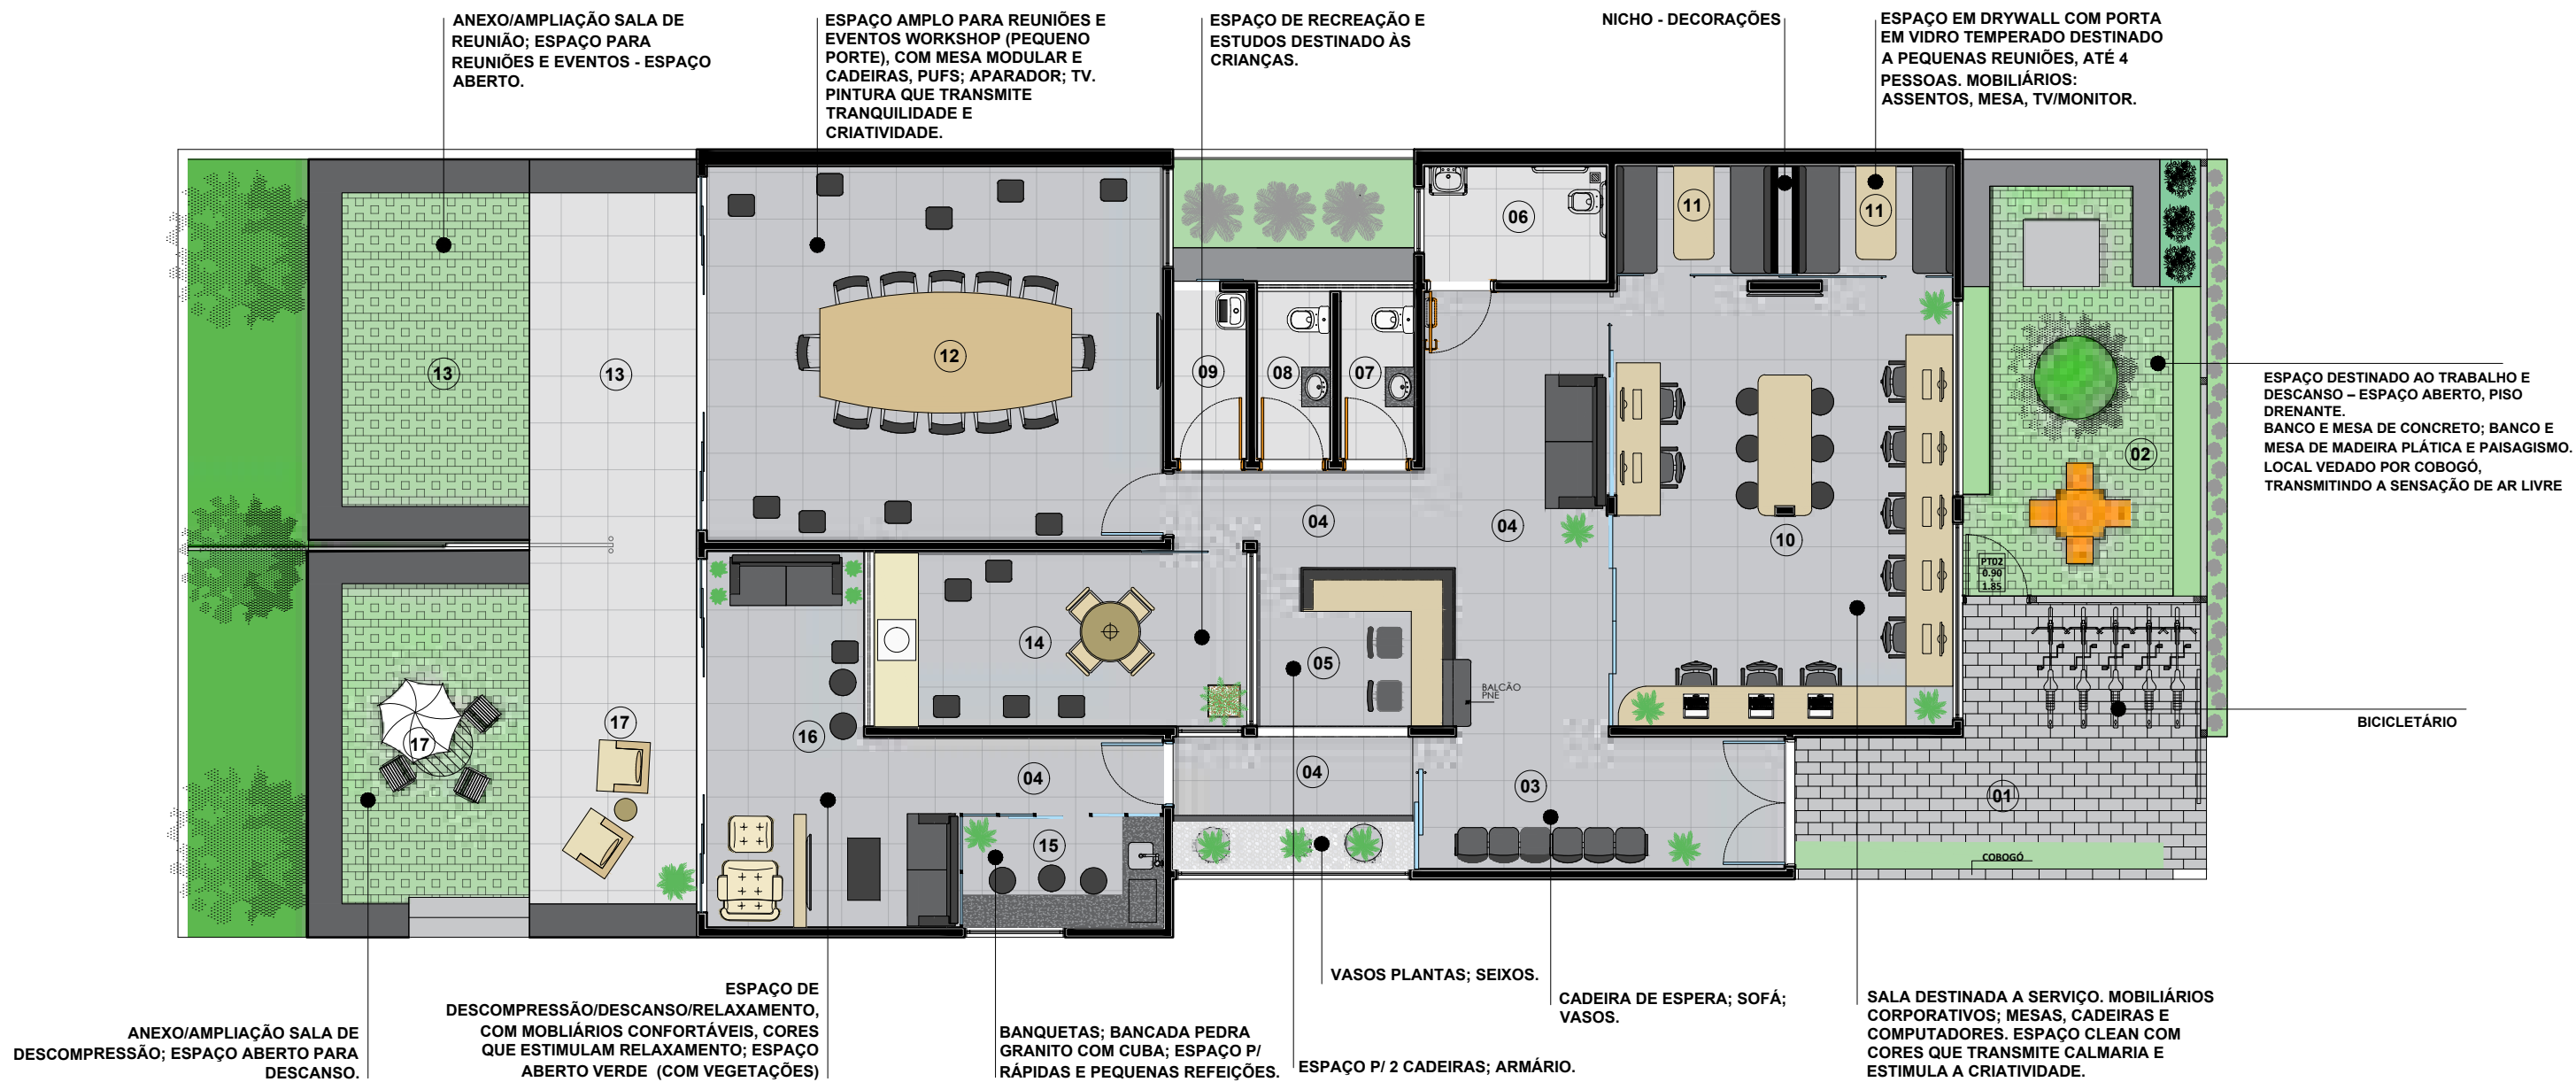 ANEXO/AMPLIAÇÃO SALA DE
REUNIÃO; ESPAÇO PARA
REUNIÕES E EVENTOS - ESPAÇO
ABERTO.
ESPAÇO AMPLO PARA REUNIÕES E
EVENTOS WORKSHOP (PEQUENO
PORTE), COM MESA MODULAR E
CADEIRAS, PUFS; APARADOR; TV.
PINTURA QUE TRANSMITE
TRANQUILIDADE E
CRIATIVIDADE.
ESPAÇO DE RECREAÇÃO E
ESTUDOS DESTINADO ÀS
CRIANÇAS.
NICHO - DECORAÇÕES
ESPAÇO EM DRYWALL COM PORTA
EM VIDRO TEMPERADO DESTINADO
A PEQUENAS REUNIÕES, ATÉ 4
PESSOAS. MOBILIÁRIOS:
ASSENTOS, MESA, TV/MONITOR.
06
11
11
12
13
13
09
08
07
ESPAÇO DESTINADO AO TRABALHO E
DESCANSO – ESPAÇO ABERTO, PISO
DRENANTE.
BANCO E MESA DE CONCRETO; BANCO E
MESA DE MADEIRA PLÁTICA E PAISAGISMO.
LOCAL VEDADO POR COBOGÓ,
TRANSMITINDO A SENSAÇÃO DE AR LIVRE
02
04
04
10
PT02
0.90
1.85
14
05
BALCÃO
PNE
17
17
16
BICICLETÁRIO
04
04
03
01
15
COBOGÓ
VASOS PLANTAS; SEIXOS.
ANEXO/AMPLIAÇÃO SALA DE
DESCOMPRESSÃO; ESPAÇO ABERTO PARA
DESCANSO.
ESPAÇO DE
DESCOMPRESSÃO/DESCANSO/RELAXAMENTO,
COM MOBLIÁRIOS CONFORTÁVEIS, CORES
QUE ESTIMULAM RELAXAMENTO; ESPAÇO
ABERTO VERDE (COM VEGETAÇÕES)
BANQUETAS; BANCADA PEDRA
GRANITO COM CUBA; ESPAÇO P/
RÁPIDAS E PEQUENAS REFEIÇÕES.
ESPAÇO P/ 2 CADEIRAS; ARMÁRIO.
CADEIRA DE ESPERA; SOFÁ;
VASOS.
SALA DESTINADA A SERVIÇO. MOBILIÁRIOS
CORPORATIVOS; MESAS, CADEIRAS E
COMPUTADORES. ESPAÇO CLEAN COM
CORES QUE TRANSMITE CALMARIA E
ESTIMULA A CRIATIVIDADE.